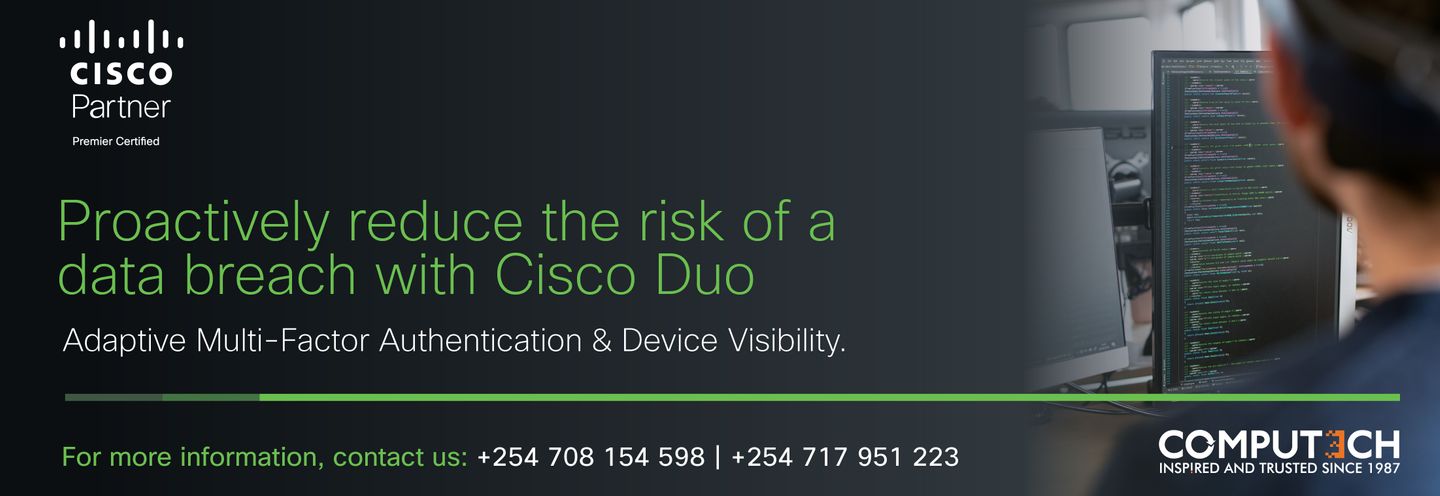 CISCO
Partner
Premier Certified
Proactively reduce the risk of a
data breach with Cisco Duo
Adaptive Multi-Factor Authentication & Device Visibility.
For more information, contact us: +254 708 154 598 | +254 717 951 223
COMPUTECH
INSPIRED AND TRUSTED SINCE 1987